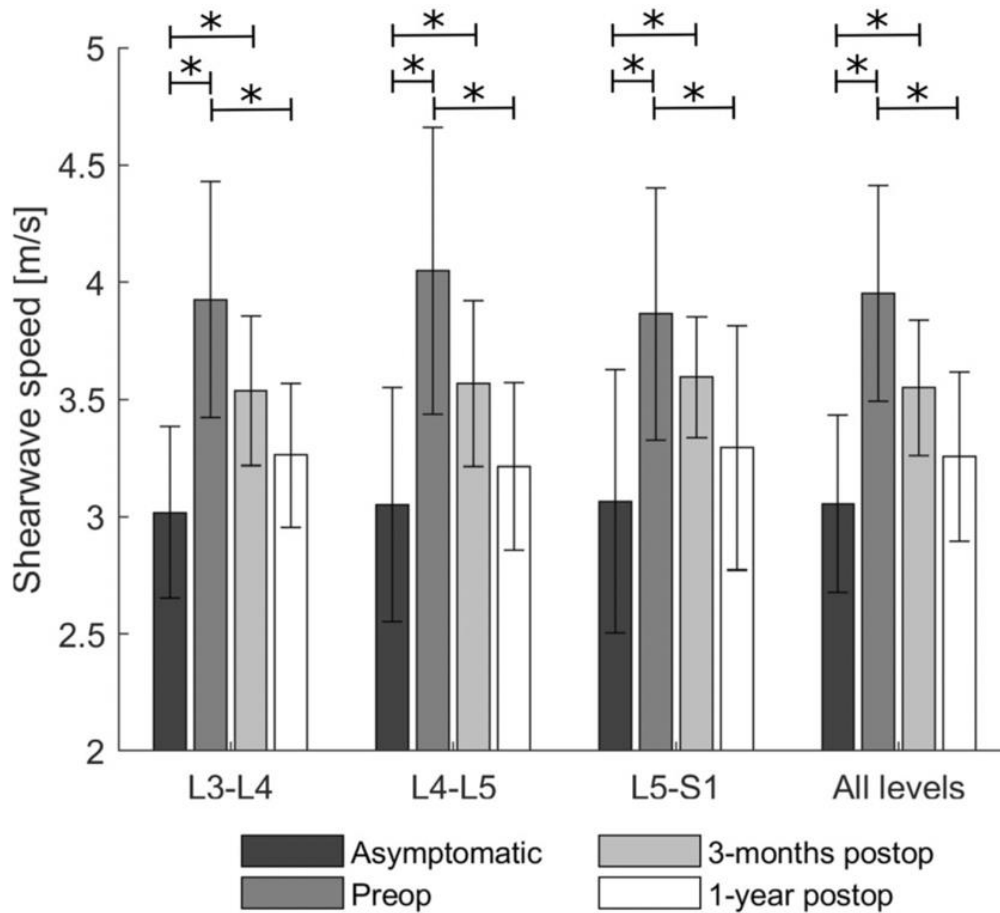 * * * *
* * * *
* * * *
5
4.5
4
3.5
3
2.5
2
Shearwave speed [m/s]
L3-L4 L4-L5 L5-S1 All levels
Asymptomatic 3-months postop
Preop 1-year postop